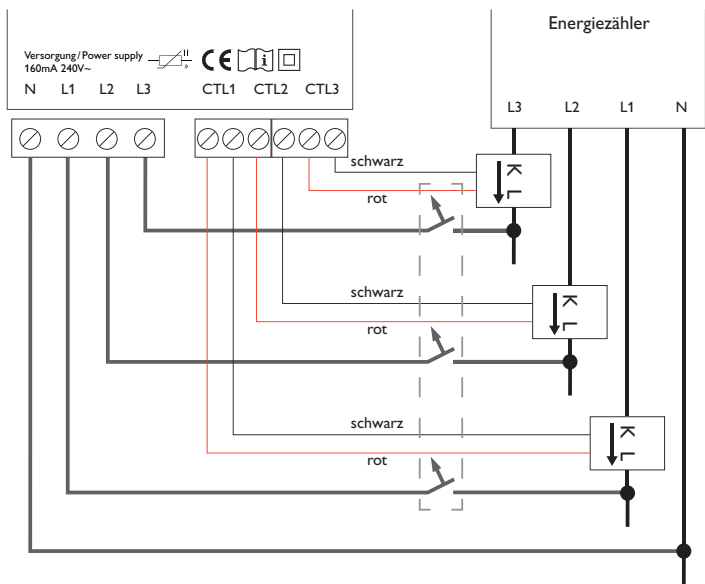 Energiezähler
Versorgung/Power supply
160mA 240V~
N L1 L2 L3 CTL1 CTL2 CTL3
L3 L2 L1 N
schwarz
K L
rot
schwarz
K L
rot
schwarz
K L
rot